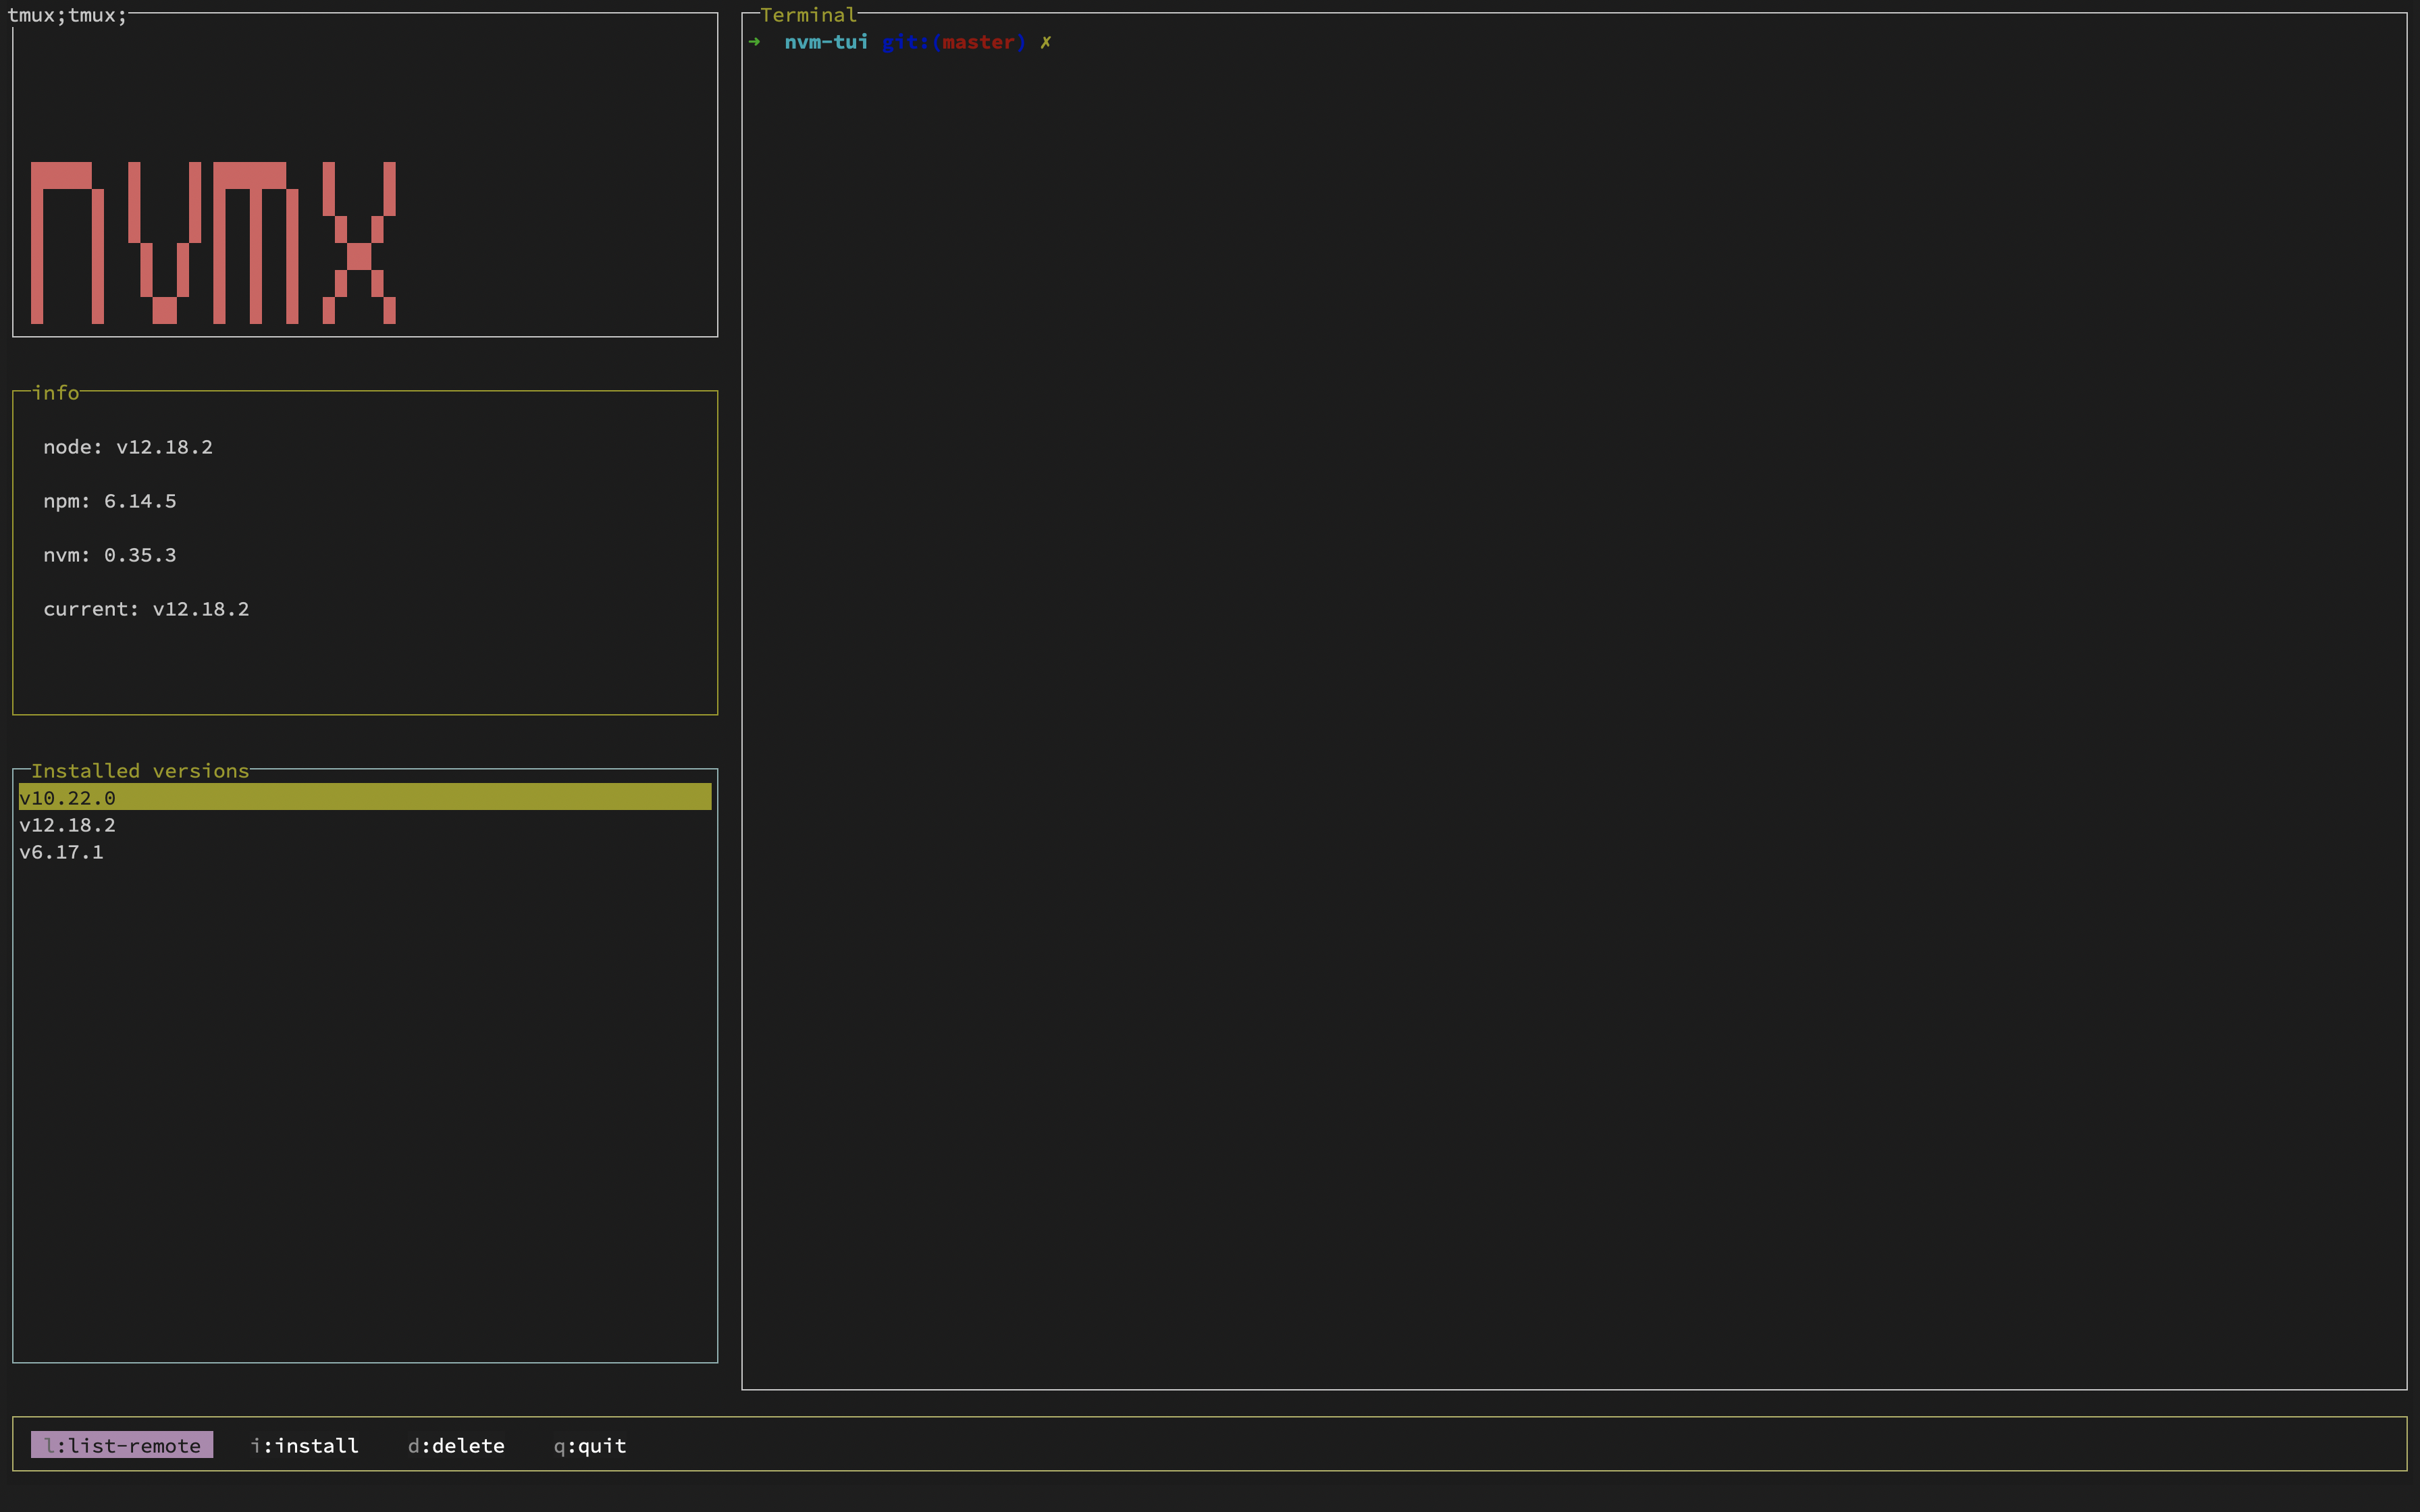 tmux;tmux;
nvmx
info
node: v12.18.2
npm: 6.14.5
nvm: 0.35.3
current: v12.18.2
Installed versions
v10.22.0
v12.18.2
v6.17.1
Terminal
➜  nvm-tui git:(master) ✗
l:list-remote i:install d:delete q:quit